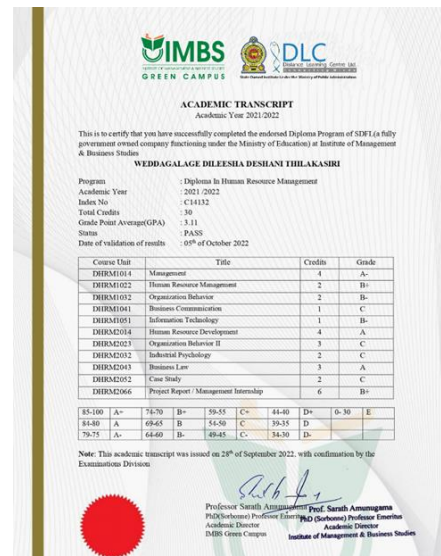 IMBS
GREEN CAMPUS
DLC
Distance Learning Centre Ltd.
ACADEMIC TRANSCRIPT
Academic Year 2021/2022
This is to certify that you have successfully completed the endorsed Diploma Program of SDFL(a fully
government owned company functioning under the Ministry of Education) at Institute of Management
& Business Studies
WEDDAGALAGE DILEESHA DESHANI THILAKASIRI
Program : Diploma In Human Resource Management
Academic Year : 2021 /2022
Index No : C14132
Total Credits : 30
Grade Point Average(GPA) : 3.11
Status : PASS
Date of validation of results : 05th of October 2022
Course Unit Title Credits Grade
DHRM1014 Management 4 A-
DHRM1022 Human Resource Management 2 B+
DHRM1032 Organization Behavior 2 B-
DHRM1041 Business Communication 1 C
DHRM1051 Information Technology 1 B-
DHRM2014 Human Resource Development 4 A
DHRM2023 Organization Behavior II 3 C
DHRM2032 Industrial Psychology 2 C
DHRM2043 Business Law 3 A
DHRM2052 Case Study 2 C
DHRM2066 Project Report / Management Internship 6 B+
85-100 A+ 74-70 B+ 59-55 C+ 44-40 D+ 0- 30 E
84-80 A 69-65 B 54-50 C 39-35 D
79-75 A- 64-60 B- 49-45 C- 34-30 D-
Note: This academic transcript was issued on 28th of September 2022, with confirmation by the
Examinations Division
Professor Sarath Amunugama Prof. Sarath Amunugama
PhD(Sorbonne) Professor Emeritus PhD (Sorbonne) Professor Emeritus
Academic Director Academic Director
IMBS Green Campus Institute of Management & Business Studies